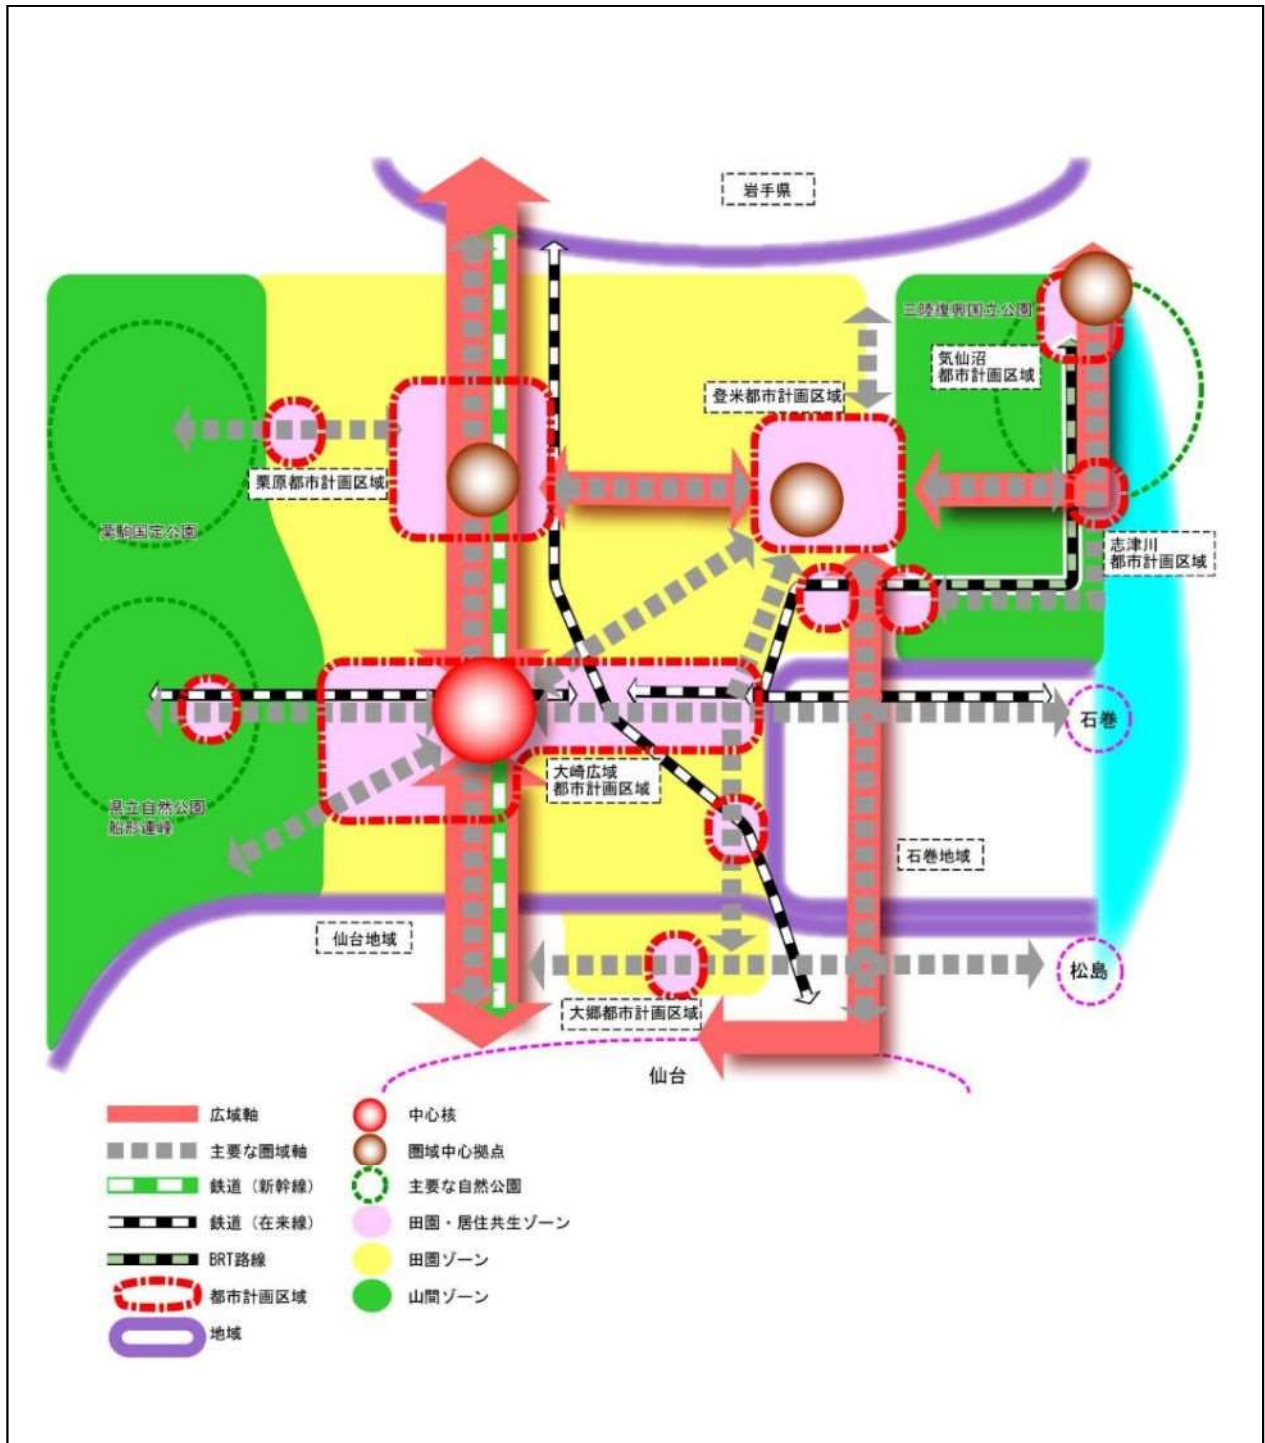 岩手県
三陸復興国立公園
気仙沼
都市計画区域
登米都市計画区域
栗原都市計画区域
栗駒国定公園
志津川
都市計画区域
石巻
大崎広域
都市計画区域
県立自然公園
船形連峰
石巻地域
仙台地域
松島
大郷都市計画区域
仙台
広域軸
中心核
主要な圏域軸
圏域中心拠点
鉄道（新幹線）
主要な自然公園
鉄道（在来線）
田園・居住共生ゾーン
BRT路線
田園ゾーン
都市計画区域
山間ゾーン
地域